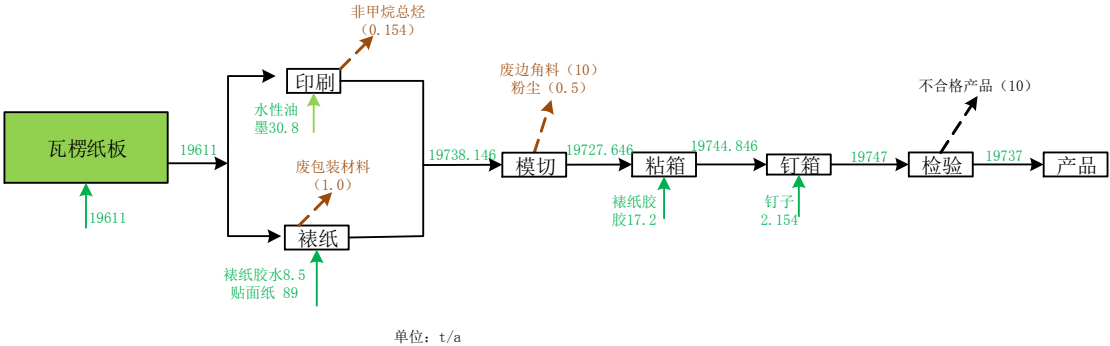 非甲烷总烃
（0.154）
印刷
水性油
墨30.8
废边角料（10）
粉尘（0.5）
不合格产品（10）
瓦楞纸板
19611
19611
废包装材料
（1.0）
裱纸
裱纸胶水8.5
贴面纸 89
19738.146
模切
19727.646
粘箱
裱纸胶
胶17.2
19744.846
钉箱
钉子
2.154
19747
检验
19737
产品
单位：t/a